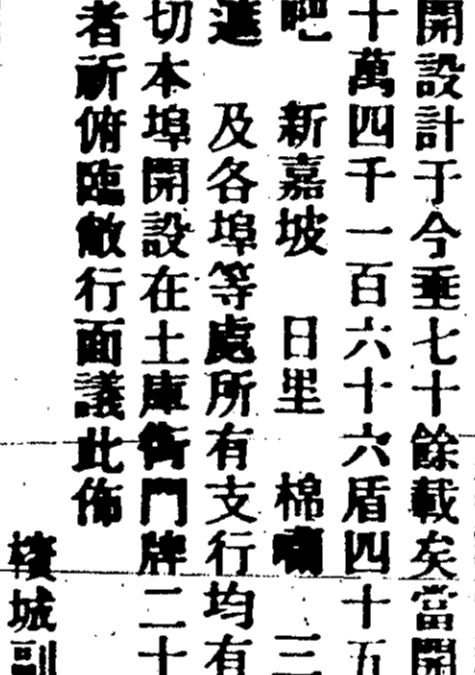 開設計于今垂七十餘載矣當開
十萬四千一百六十六盾四十五
吧 新嘉坡 日里 棉囒 三
及各埠等處所有支行均有
切本埠開設在土庫街門牌二十
者祈俯臨敝行面議此佈
檳城副